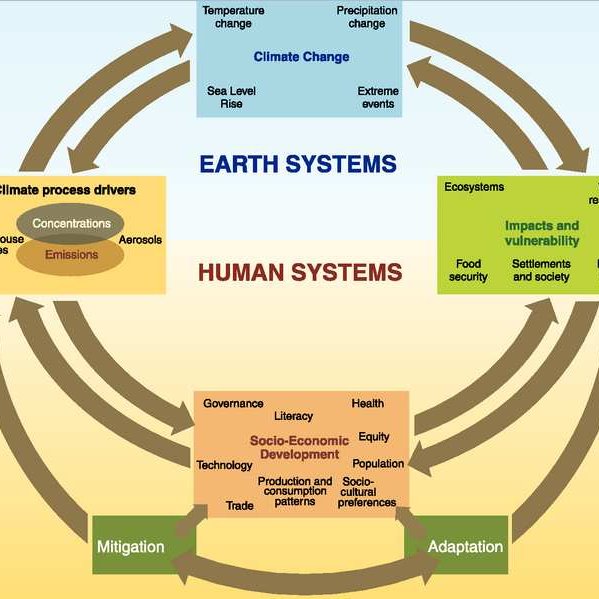 Temperature
change
Precipitation
change
Climate Change
Sea Level
Rise
Extreme
events
EARTH SYSTEMS
Climate process drivers
Concentrations
Emissions
Aerosols
Ecosystems
Impacts and
vulnerability
Food
security
Settlements
and society
HUMAN SYSTEMS
Governance
Literacy
Health
Socio-Economic
Development
Equity
Technology
Population
Production and
consumption
patterns
Socio-
cultural
preferences
Trade
Mitigation
Adaptation